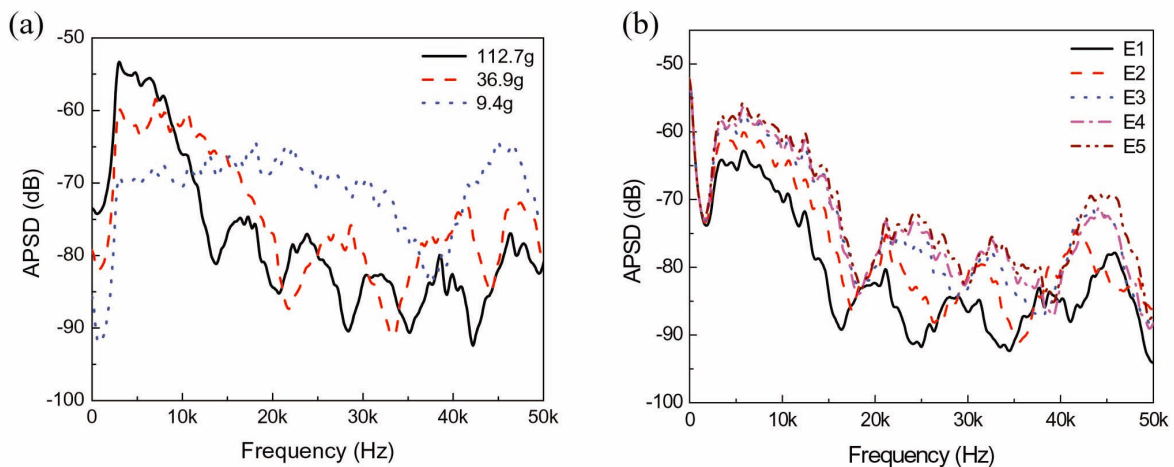 (a)
-50
-60
-70
-80
-90
-100
APSD (dB)
112.7g
36.9g
9.4g
0 10k 20k 30k 40k 50k
Frequency (Hz)
(b)
-50
-60
-70
-80
-90
-100
APSD (dB)
E1
E2
E3
E4
E5
0 10k 20k 30k 40k 50k
Frequency (Hz)